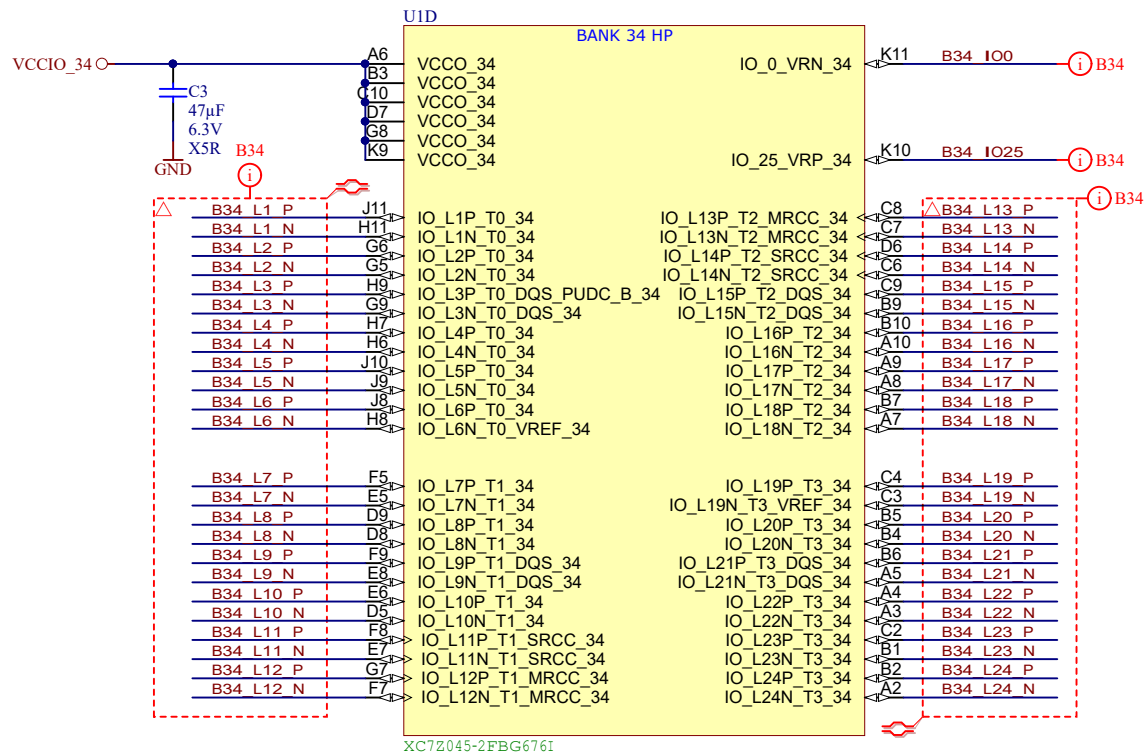 U1D
BANK 34 HP
VCCIO_34
A6 VCCO_34
B3 VCCO_34
C10 VCCO_34
D7 VCCO_34
G8 VCCO_34
K9 VCCO_34
C3
47µF
6.3V
X5R
GND
IO_0_VRN_34 K11 B34_IO0 i B34
IO_25_VRP_34 K10 B34_IO25 i B34
B34
i
i B34
B34_L1_P J11 IO_L1P_T0_34
B34_L1_N H11 IO_L1N_T0_34
B34_L2_P G6 IO_L2P_T0_34
B34_L2_N G5 IO_L2N_T0_34
B34_L3_P H9 IO_L3P_T0_DQS_PUDC_B_34
B34_L3_N G9 IO_L3N_T0_DQS_34
B34_L4_P H7 IO_L4P_T0_34
B34_L4_N H6 IO_L4N_T0_34
B34_L5_P J10 IO_L5P_T0_34
B34_L5_N J9 IO_L5N_T0_34
B34_L6_P J8 IO_L6P_T0_34
B34_L6_N H8 IO_L6N_T0_VREF_34
B34_L7_P F5 IO_L7P_T1_34
B34_L7_N E5 IO_L7N_T1_34
B34_L8_P D9 IO_L8P_T1_34
B34_L8_N D8 IO_L8N_T1_34
B34_L9_P F9 IO_L9P_T1_DQS_34
B34_L9_N E8 IO_L9N_T1_DQS_34
B34_L10_P E6 IO_L10P_T1_34
B34_L10_N D5 IO_L10N_T1_34
B34_L11_P F8 IO_L11P_T1_SRCC_34
B34_L11_N E7 IO_L11N_T1_SRCC_34
B34_L12_P G7 IO_L12P_T1_MRCC_34
B34_L12_N F7 IO_L12N_T1_MRCC_34
IO_L13P_T2_MRCC_34 C8 B34_L13_P
IO_L13N_T2_MRCC_34 C7 B34_L13_N
IO_L14P_T2_SRCC_34 D6 B34_L14_P
IO_L14N_T2_SRCC_34 C6 B34_L14_N
IO_L15P_T2_DQS_34 C9 B34_L15_P
IO_L15N_T2_DQS_34 B9 B34_L15_N
IO_L16P_T2_34 B10 B34_L16_P
IO_L16N_T2_34 A10 B34_L16_N
IO_L17P_T2_34 A9 B34_L17_P
IO_L17N_T2_34 A8 B34_L17_N
IO_L18P_T2_34 B7 B34_L18_P
IO_L18N_T2_34 A7 B34_L18_N
IO_L19P_T3_34 C4 B34_L19_P
IO_L19N_T3_VREF_34 C3 B34_L19_N
IO_L20P_T3_34 B5 B34_L20_P
IO_L20N_T3_34 B4 B34_L20_N
IO_L21P_T3_DQS_34 B6 B34_L21_P
IO_L21N_T3_DQS_34 A5 B34_L21_N
IO_L22P_T3_34 A4 B34_L22_P
IO_L22N_T3_34 A3 B34_L22_N
IO_L23P_T3_34 C2 B34_L23_P
IO_L23N_T3_34 B1 B34_L23_N
IO_L24P_T3_34 B2 B34_L24_P
IO_L24N_T3_34 A2 B34_L24_N
XC7Z045-2FBG676I